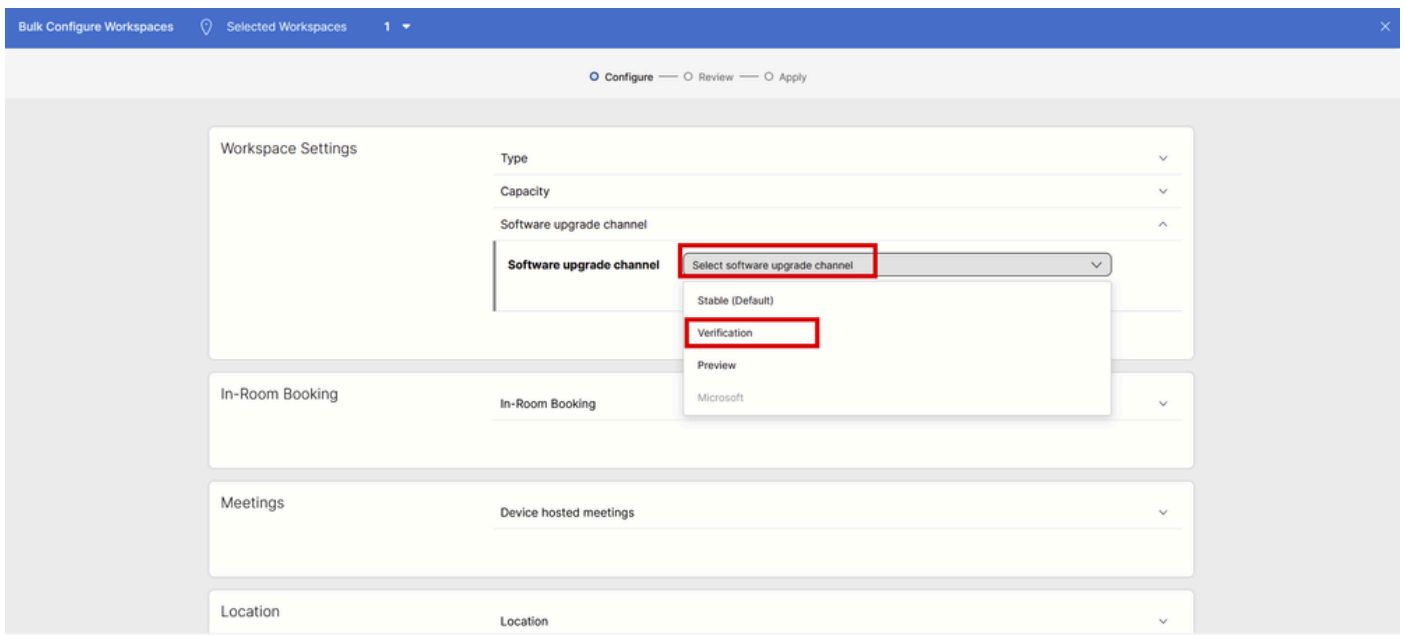 Bulk Configure Workspaces Selected Workspaces 1
Configure Review Apply
Workspace Settings
Type
Capacity
Software upgrade channel
Software upgrade channel Select software upgrade channel
Stable (Default)
Verification
Preview
Microsoft
In-Room Booking
In-Room Booking
Meetings
Device hosted meetings
Location
Location